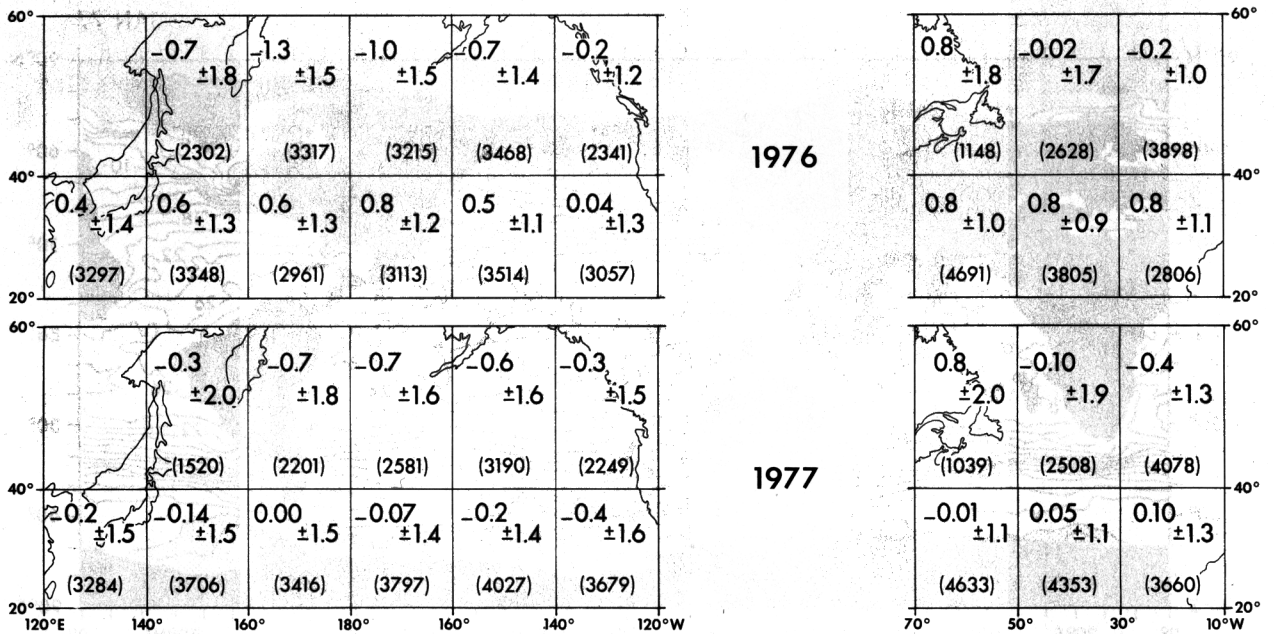 60° 60°
−0.7 −1.3 −1.0 −0.7 −0.2 0.8 −0.02 −0.2
±1.8 ±1.5 ±1.5 ±1.4 ±1.2 ±1.8 ±1.7 ±1.0
(2302) (3317) (3215) (3468) (2341) 1976 (1148) (2628) (3898)
40° 40°
0.4 0.6 0.6 0.8 0.5 0.04 0.8 0.8 0.8
±1.4 ±1.3 ±1.3 ±1.2 ±1.1 ±1.3 ±1.0 ±0.9 ±1.1
(3297) (3348) (2961) (3113) (3514) (3057) (4691) (3805) (2806)
20° 20°
60° 60°
−0.3 −0.7 −0.7 −0.6 −0.3 0.8 −0.10 −0.4
±2.0 ±1.8 ±1.6 ±1.6 ±1.5 ±2.0 ±1.9 ±1.3
(1520) (2201) (2581) (3190) (2249) 1977 (1039) (2508) (4078)
40° 40°
−0.2 −0.14 0.00 −0.07 −0.2 −0.4 −0.01 0.05 0.10
±1.5 ±1.5 ±1.5 ±1.4 ±1.4 ±1.6 ±1.1 ±1.1 ±1.3
(3284) (3706) (3416) (3797) (4027) (3679) (4633) (4353) (3660)
20° 20°
120°E 140° 160° 180° 160° 140° 120°W 70° 50° 30° 10°W